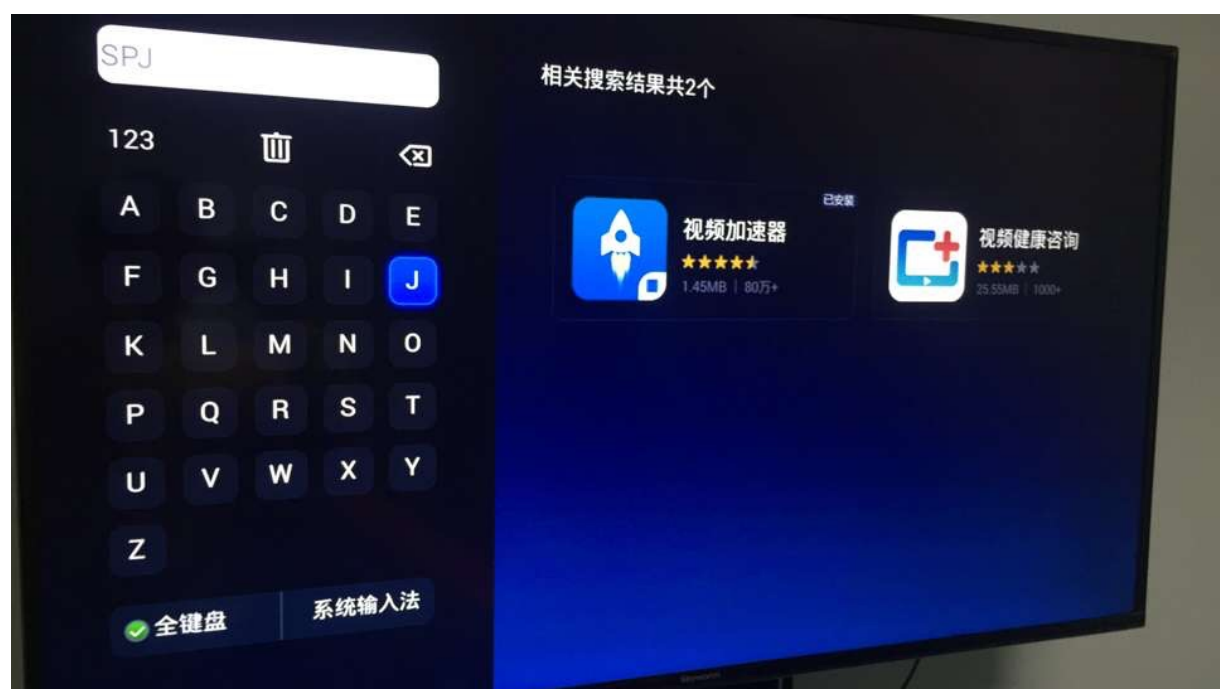 SPJ
123
A B C D E
F G H I J
K L M N O
P Q R S T
U V W X Y
Z
全键盘 系统输入法
相关搜索结果共2个
已安装
视频加速器
1.45MB | 80万+
视频健康咨询
25.55MB | 1000+
Skyworth